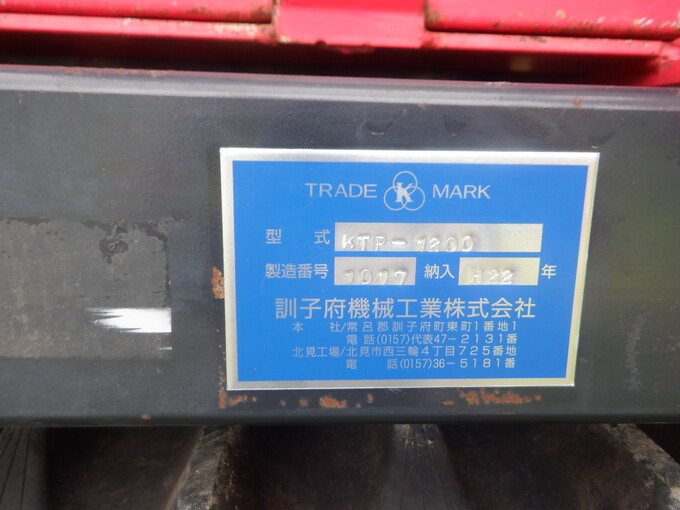 TRADE K MARK
型式 KTP-1200
製造番号 1017 納入 H22 年
訓子府機械工業株式会社
本社/常呂郡訓子府町東町1番地1
電話(0157)代表47-2131番
北見工場/北見市西三輪4丁目725番地
電話(0157)36-5181番